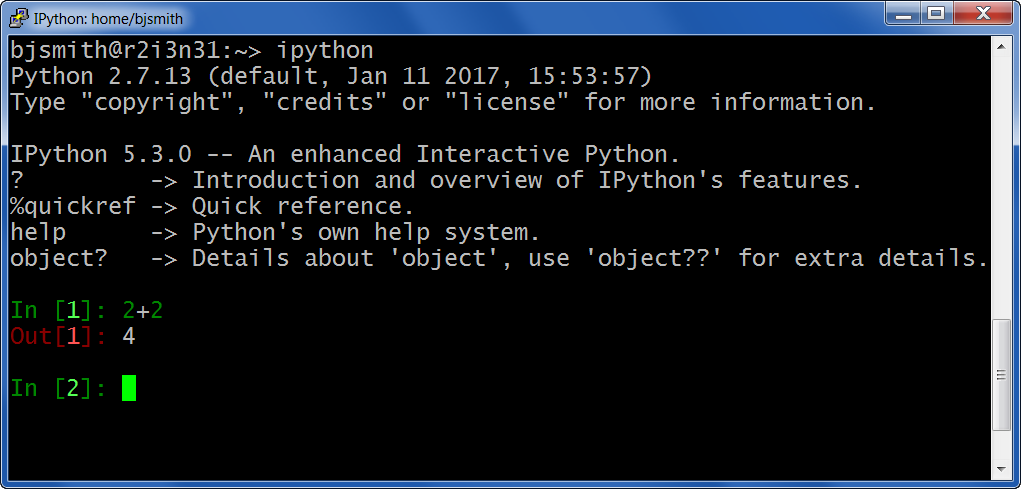 IPython: home/bjsmith
bjsmith@r2i3n31:~> ipython
Python 2.7.13 (default, Jan 11 2017, 15:53:57)
Type "copyright", "credits" or "license" for more information.
IPython 5.3.0 -- An enhanced Interactive Python.
?         -> Introduction and overview of IPython's features.
%quickref -> Quick reference.
help      -> Python's own help system.
object?   -> Details about 'object', use 'object??' for extra details.
In [1]: 2+2
Out[1]: 4
In [2]: